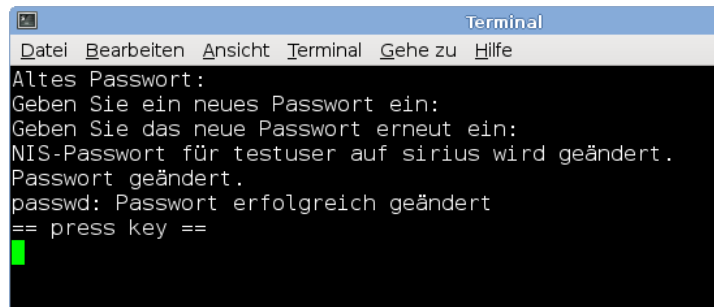 Terminal
Datei Bearbeiten Ansicht Terminal Gehe zu Hilfe
Altes Passwort:
Geben Sie ein neues Passwort ein:
Geben Sie das neue Passwort erneut ein:
NIS-Passwort für testuser auf sirius wird geändert.
Passwort geändert.
passwd: Passwort erfolgreich geändert
== press key ==